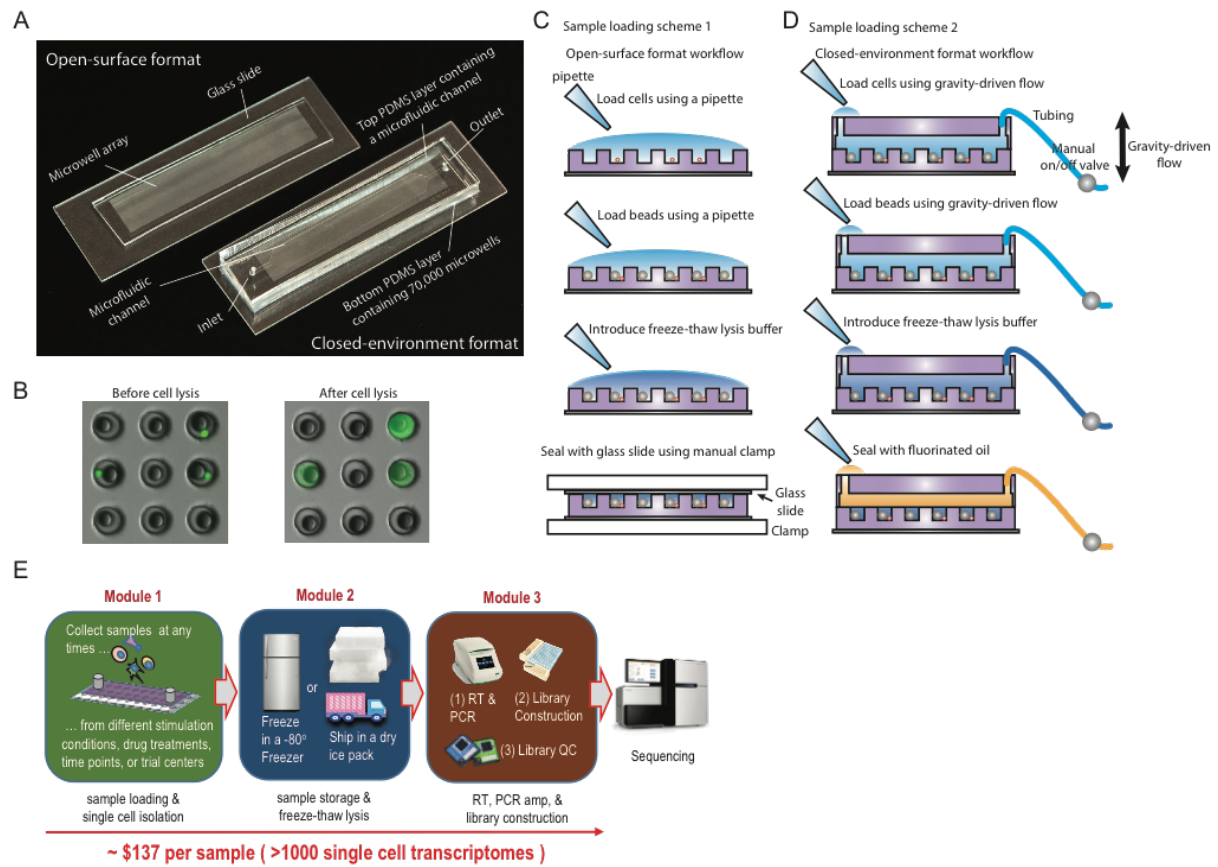 A
Open-surface format
Glass slide
Microwell array
Top PDMS layer containing
a microfluidic channel
Outlet
Microfluidic
channel
Inlet
Bottom PDMS layer
containing 70,000 microwells
Closed-environment format
B
Before cell lysis
After cell lysis
C
Sample loading scheme 1
Open-surface format workflow
pipette
Load cells using a pipette
Load beads using a pipette
Introduce freeze-thaw lysis buffer
Seal with glass slide using manual clamp
Glass
slide
Clamp
D
Sample loading scheme 2
Closed-environment format workflow
Load cells using gravity-driven flow
Tubing
Manual
on/off valve
Gravity-driven
flow
Load beads using gravity-driven flow
Introduce freeze-thaw lysis buffer
Seal with fluorinated oil
E
Module 1
Collect samples at any
times ...
... from different stimulation
conditions, drug treatments,
time points, or trial centers
sample loading &
single cell isolation
Module 2
or
Freeze
in a -80°
Freezer
Ship in a dry
ice pack
sample storage &
freeze-thaw lysis
Module 3
(1) RT &
PCR
(2) Library
Construction
(3) Library QC
RT, PCR amp, &
library construction
Sequencing
~ $137 per sample ( >1000 single cell transcriptomes )